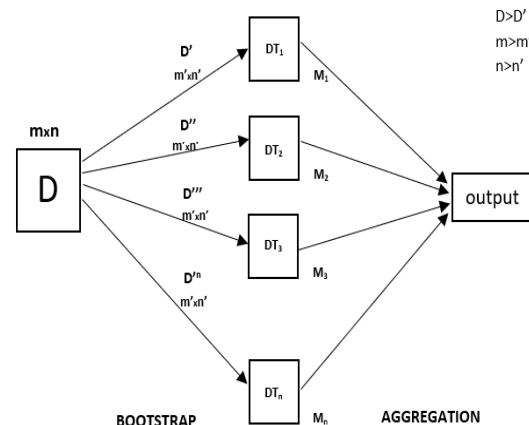 D>D'
m>m'
n>n'
mxn
D
D'
m'xn'
D''
m'xn'
D'''
m'xn'
D'ⁿ
m'xn'
DT₁
M₁
DT₂
M₂
DT₃
M₃
DTₙ
Mₙ
output
BOOTSTRAP
AGGREGATION